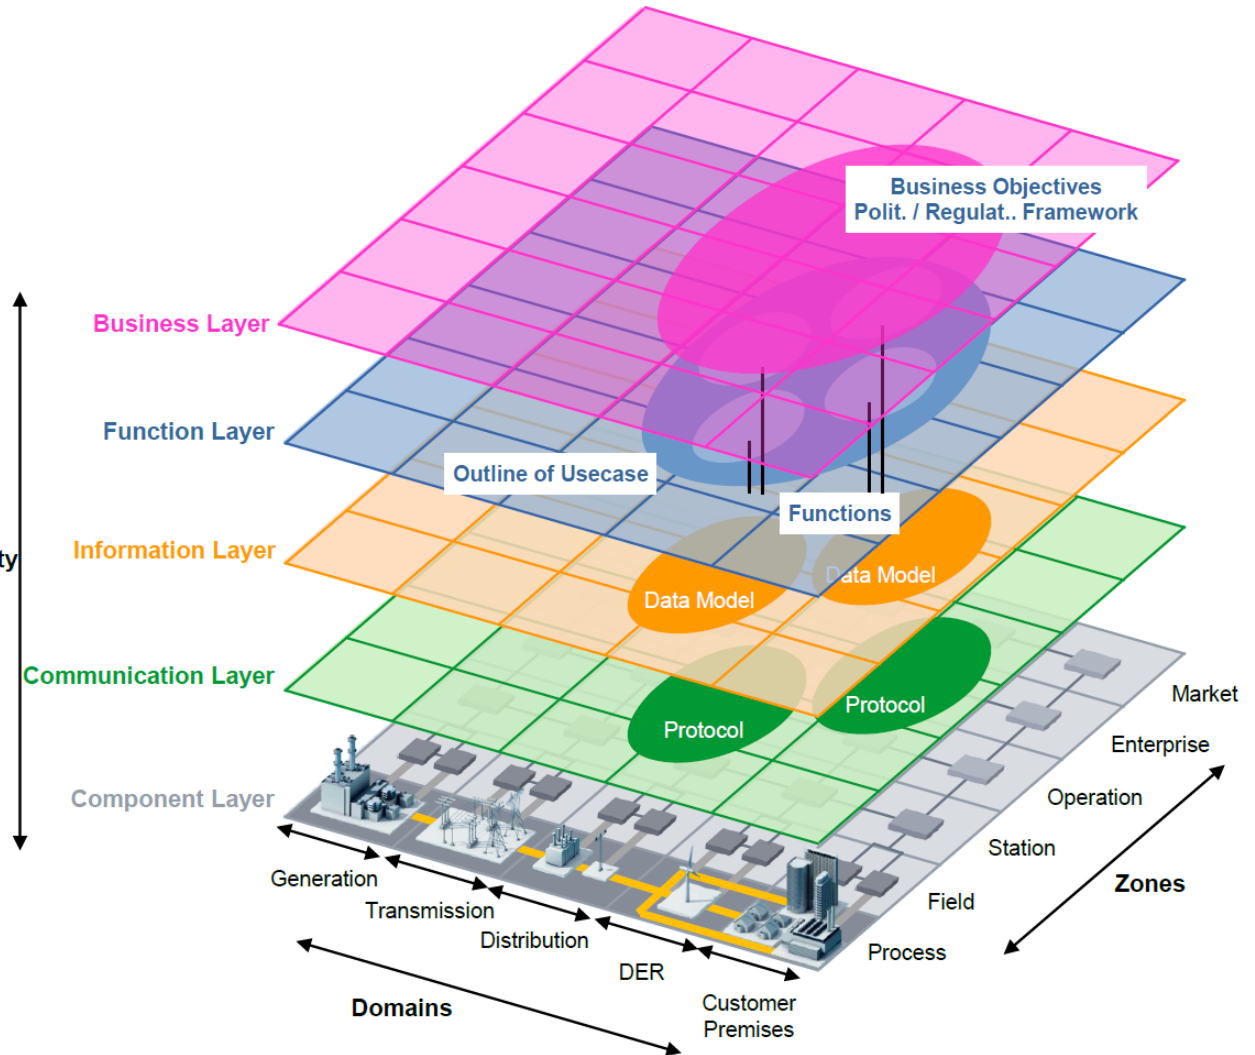 Business Objectives
Polit. / Regulat.. Framework
Business Layer
Function Layer
Outline of Usecase
Functions
Information Layer
Data Model
Data Model
Communication Layer
Protocol
Protocol
Component Layer
Market
Enterprise
Operation
Station
Field
Process
Zones
Generation
Transmission
Distribution
DER
Customer
Premises
Domains
ty